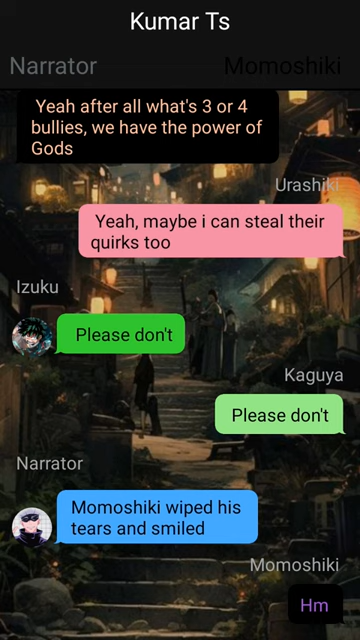 Kumar Ts
Narrator
Momoshiki
Yeah after all what's 3 or 4
bullies, we have the power of
Gods
Urashiki
Yeah, maybe i can steal their
quirks too
Izuku
Please don't
Kaguya
Please don't
Narrator
Momoshiki wiped his
tears and smiled
Momoshiki
Hm